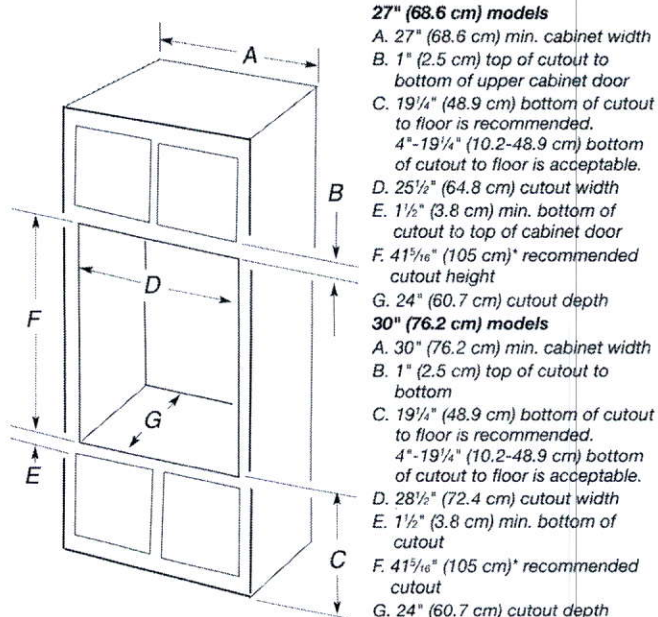 27" (68.6 cm) models
A. 27" (68.6 cm) min. cabinet width
B. 1" (2.5 cm) top of cutout to
bottom of upper cabinet door
C. 19¼" (48.9 cm) bottom of cutout
to floor is recommended.
4"-19¼" (10.2-48.9 cm) bottom
of cutout to floor is acceptable.
D. 25½" (64.8 cm) cutout width
E. 1½" (3.8 cm) min. bottom of
cutout to top of cabinet door
F. 41⁵⁄₁₆" (105 cm)* recommended
cutout height
G. 24" (60.7 cm) cutout depth
30" (76.2 cm) models
A. 30" (76.2 cm) min. cabinet width
B. 1" (2.5 cm) top of cutout to
bottom
C. 19¼" (48.9 cm) bottom of cutout
to floor is recommended.
4"-19¼" (10.2-48.9 cm) bottom
of cutout to floor is acceptable.
D. 28½" (72.4 cm) cutout width
E. 1½" (3.8 cm) min. bottom of
cutout
F. 41⁵⁄₁₆" (105 cm)* recommended
cutout
G. 24" (60.7 cm) cutout depth
A
B
D
F
G
E
C